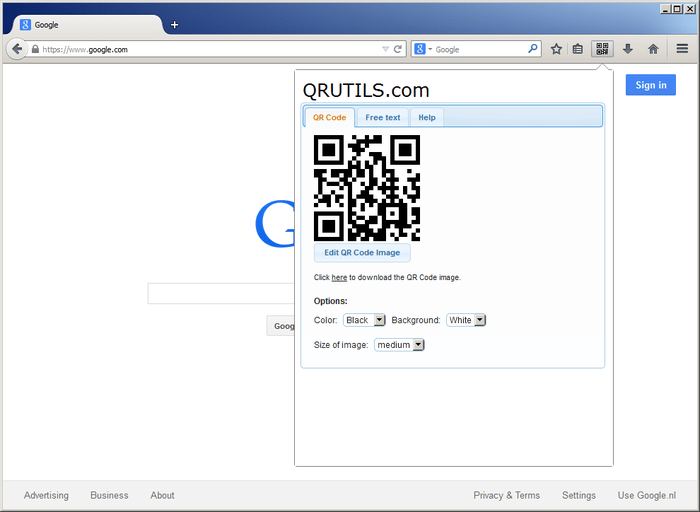 Google
https://www.google.com
Google
Sign in
QRUTILS.com
QR Code Free text Help
Edit QR Code Image
Click here to download the QR Code image.
Options:
Color: Black Background: White
Size of image: medium
G
Goog
Advertising Business About Privacy & Terms Settings Use Google.nl